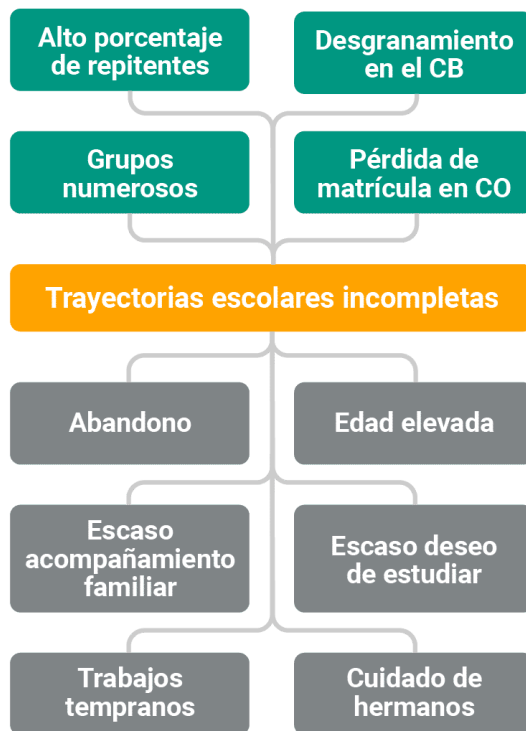 Alto porcentaje
de repitentes
Desgranamiento
en el CB
Grupos
numerosos
Pérdida de
matrícula en CO
Trayectorias escolares incompletas
Abandono
Edad elevada
Escaso
acompañamiento
familiar
Escaso deseo
de estudiar
Trabajos
tempranos
Cuidado de
hermanos